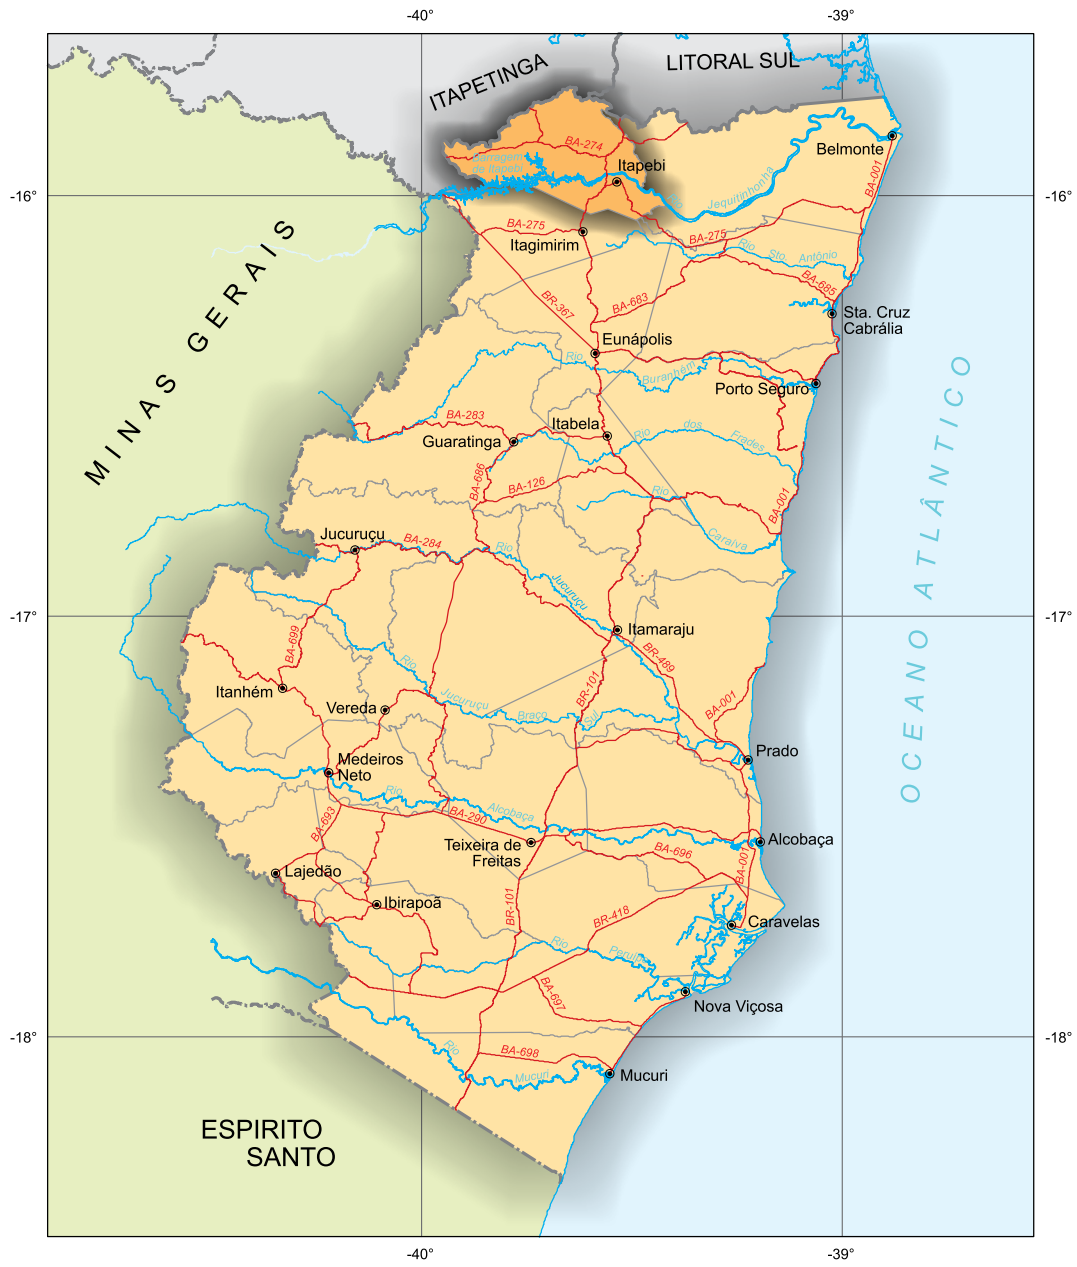 -40°
-39°
ITAPETINGA
LITORAL SUL
BA-274
Barragem
de Itapebi
Itapebi
Belmonte
BA-001
-16°
-16°
Rio
Jequitinhonha
BA-275
Itagimirim
BA-275
Rio
Sto.
Antônio
BA-685
BR-367
BA-683
Sta. Cruz
Cabrália
MINAS GERAIS
Eunápolis
Rio
Buranhém
Porto Seguro
BA-283
Guaratinga
Itabela
Rio
dos
Frades
OCEANO ATLÂNTICO
BA-686
BA-126
Rio
Caraíva
BA-001
Jucuruçu
BA-284
Rio
Jucuruçu
-17°
-17°
Itamaraju
BA-699
BR-489
Rio
Itanhém
Vereda
Jucuruçu
Braço
Sul
BR-101
BA-001
Prado
Medeiros
Neto
Rio
Alcobaça
BA-290
BA-693
Teixeira de
Freitas
Alcobaça
BA-696
BA-001
Lajedão
Ibirapoã
BR-101
BR-418
Caravelas
Rio
Peruípe
BA-697
Nova Viçosa
-18°
-18°
Rio
BA-698
Mucuri
Mucuri
ESPIRITO
SANTO
-40°
-39°